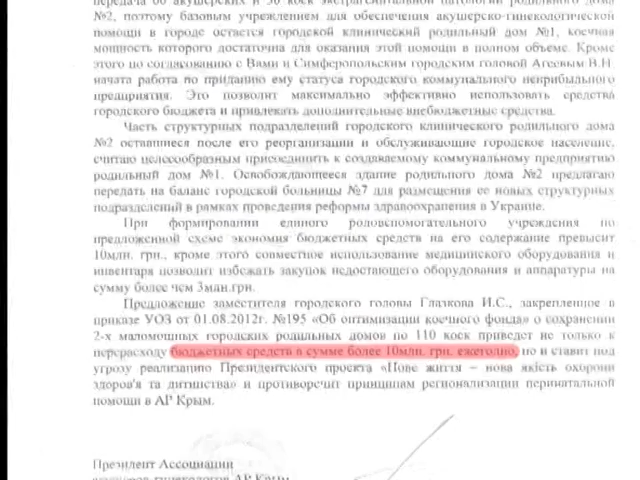 передача 60 акушерских и 30 коек экстрагенитальной патологии родильного дома
№2, поэтому базовым учреждением для обеспечения акушерско-гинекологической
помощи в городе остается городской клинический родильный дом №1, коечная
мощность которого достаточна для оказания этой помощи в полном объеме. Кроме
этого по согласованию с Вами и Симферопольским городским головой Агеевым В.Н.
начата работа по приданию ему статуса городского коммунального неприбыльного
предприятия. Это позволит максимально эффективно использовать средства
городского бюджета и привлекать дополнительные внебюджетные средства.
Часть структурных подразделений городского клинического родильного дома
№2 оставшиеся после его реорганизации и обслуживающие городское население,
считаю целесообразным присоединить к создаваемому коммунальному предприятию
родильный дом №1. Освобождающееся здание родильного дома №2 предлагаю
передать на баланс городской больницы №7 для размещения ее новых структурных
подразделений в рамках проведения реформы здравоохранения в Украине.
При формировании единого родовспомогательного учреждения по
предложенной схеме экономия бюджетных средств на его содержание превысит
10млн. грн., кроме этого совместное использование медицинского оборудования и
инвентаря позволит избежать закупок недостающего оборудования и аппаратуры на
сумму более чем 3млн.грн.
Предложение заместителя городского головы Глазкова И.С., закрепленное в
приказе УОЗ от 01.08.2012г. №195 «Об оптимизации коечного фонда» о сохранении
2-х маломощных городских родильных домов по 110 коек приведет не только к
перерасходу бюджетных средств в сумме более 10млн. грн. ежегодно, но и ставит под
угрозу реализацию Президентского проекта «Нове життя – нова якість охорони
здоров'я та дитинства» и противоречит принципам регионализации перинатальной
помощи в АР Крым.
Президент Ассоциации
акушеров-гинекологов АР Крым